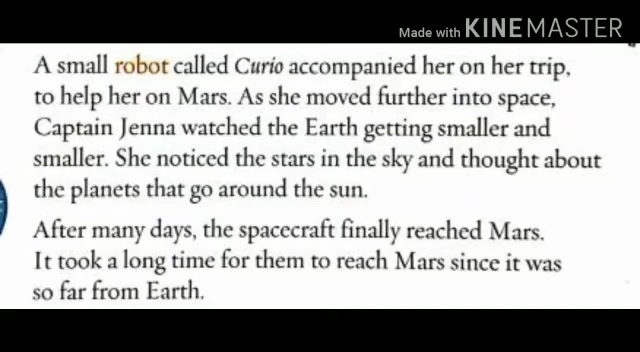 Made with KINEMASTER
A small robot called Curio accompanied her on her trip,
to help her on Mars. As she moved further into space,
Captain Jenna watched the Earth getting smaller and
smaller. She noticed the stars in the sky and thought about
the planets that go around the sun.
After many days, the spacecraft finally reached Mars.
It took a long time for them to reach Mars since it was
so far from Earth.